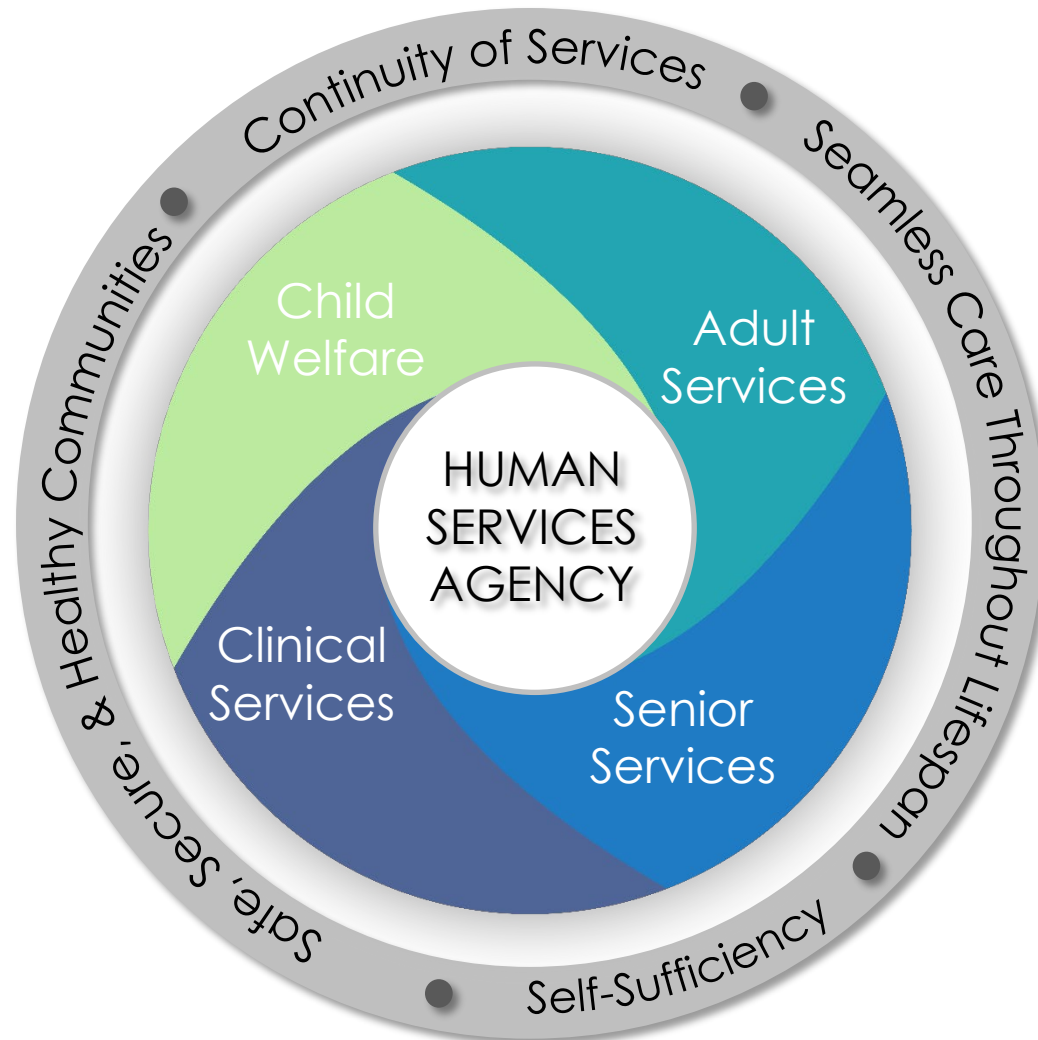 Continuity of Services
Seamless Care Throughout Lifespan
Self-Sufficiency
Safe, Secure, & Healthy Communities
Child
Welfare
Adult
Services
HUMAN
SERVICES
AGENCY
Clinical
Services
Senior
Services